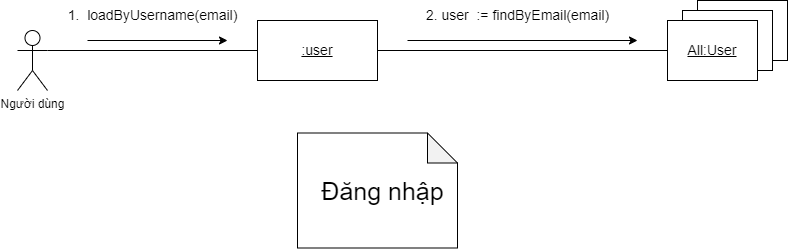 1. loadByUsername(email)
2. user := findByEmail(email)
:user
All:User
Người dùng
Đăng nhập